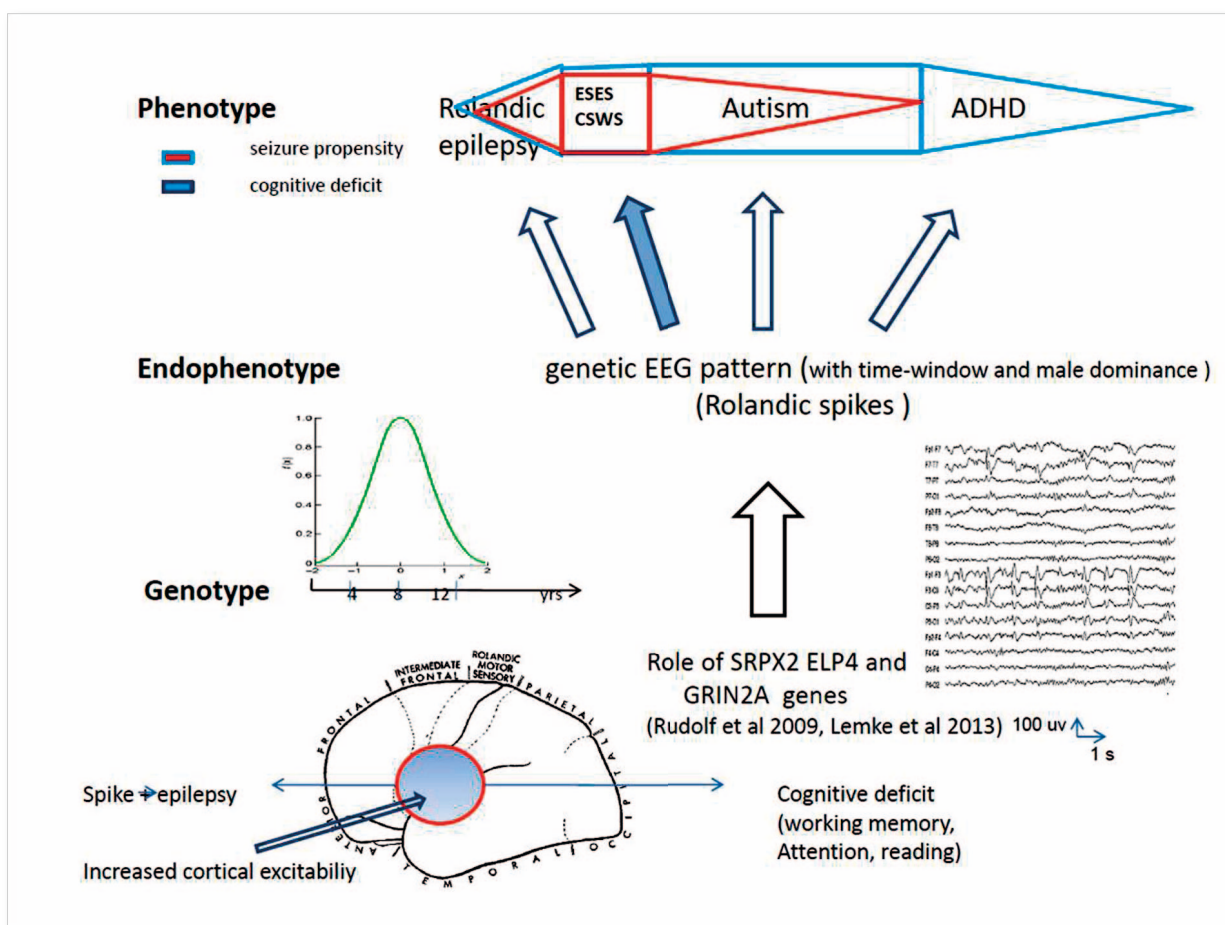 Phenotype
seizure propensity
cognitive deficit
Rolandic
epilepsy
ESES
CSWS
Autism
ADHD
Endophenotype
genetic EEG pattern (with time-window and male dominance )
(Rolandic spikes )
1.0
0.8
0.6
0.4
0.2
0
f(x)
-2 -1 0 1 2
x
Genotype
4 8 12 yrs
Role of SRPX2 ELP4 and
GRIN2A genes
(Rudolf et al 2009, Lemke et al 2013)
100 uv
1 s
ANTERIOR FRONTAL
INTERMEDIATE
FRONTAL
ROLANDIC
MOTOR
SENSORY
PARIETAL
OCCIPITAL
TEMPORAL
Spike epilepsy
Increased cortical excitabiliy
Cognitive deficit
(working memory,
Attention, reading)